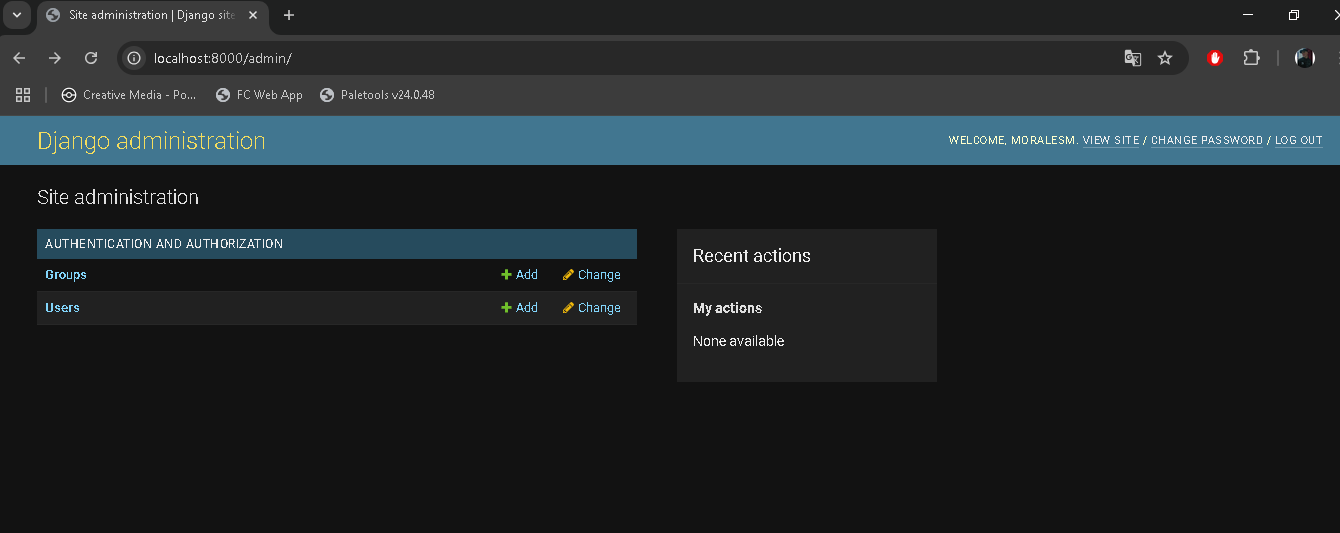 Site administration | Django site
localhost:8000/admin/
Creative Media - Po... FC Web App Paletools v24.0.48
Django administration
WELCOME, MORALESM. VIEW SITE / CHANGE PASSWORD / LOG OUT
Site administration
AUTHENTICATION AND AUTHORIZATION
Groups Add Change
Users Add Change
Recent actions
My actions
None available